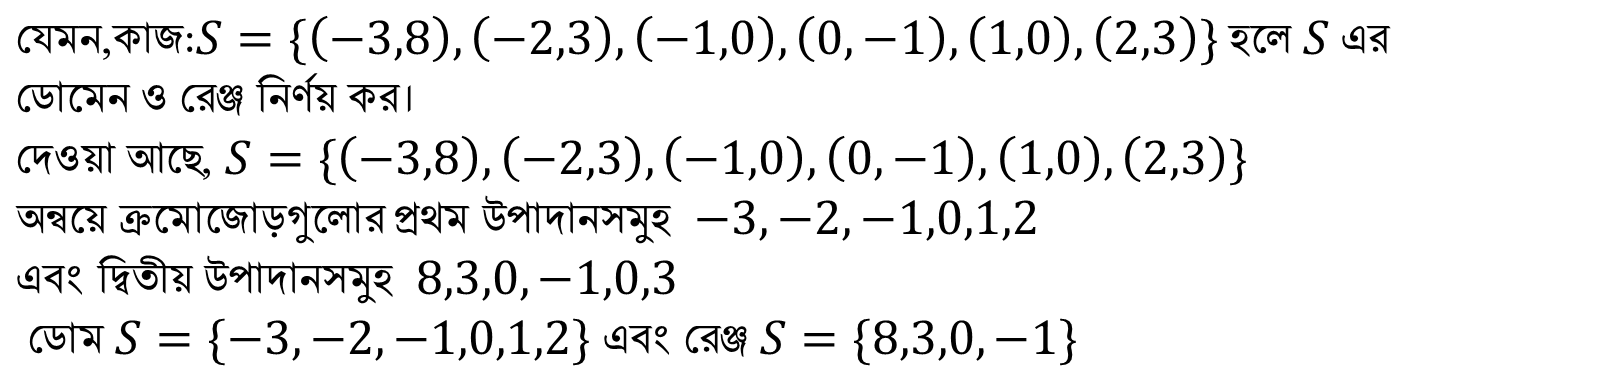 যেমন,কাজ:S = {(−3,8), (−2,3), (−1,0), (0, −1), (1,0), (2,3)} হলে S এর
ডোমেন ও রেঞ্জ নির্ণয় কর।
দেওয়া আছে, S = {(−3,8), (−2,3), (−1,0), (0, −1), (1,0), (2,3)}
অন্বয়ে ক্রমোজোড়গুলোর প্রথম উপাদানসমুহ −3, −2, −1,0,1,2
এবং দ্বিতীয় উপাদানসমুহ 8,3,0, −1,0,3
ডোম S = {−3, −2, −1,0,1,2} এবং রেঞ্জ S = {8,3,0, −1}